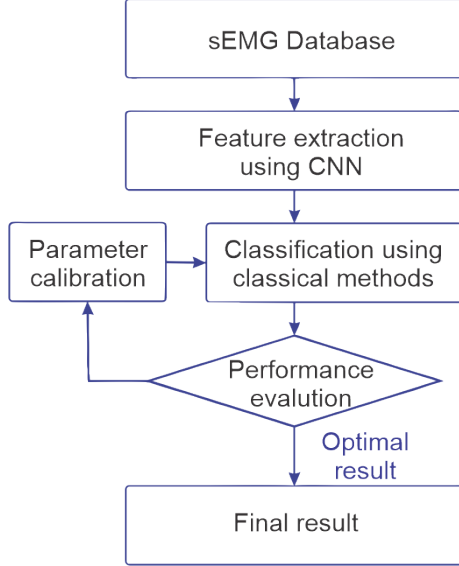 sEMG Database
Feature extraction
using CNN
Parameter
calibration
Classification using
classical methods
Performance
evalution
Optimal
result
Final result